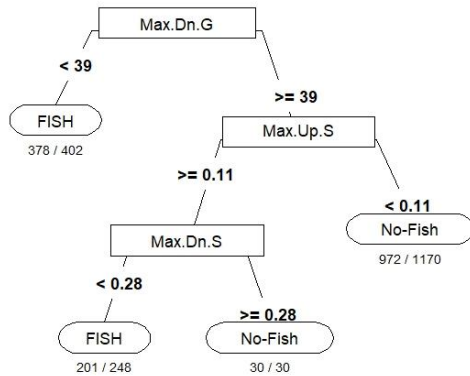 Max.Dn.G
< 39
>= 39
FISH
378 / 402
Max.Up.S
>= 0.11
< 0.11
No-Fish
972 / 1170
Max.Dn.S
< 0.28
>= 0.28
FISH
No-Fish
201 / 248
30 / 30